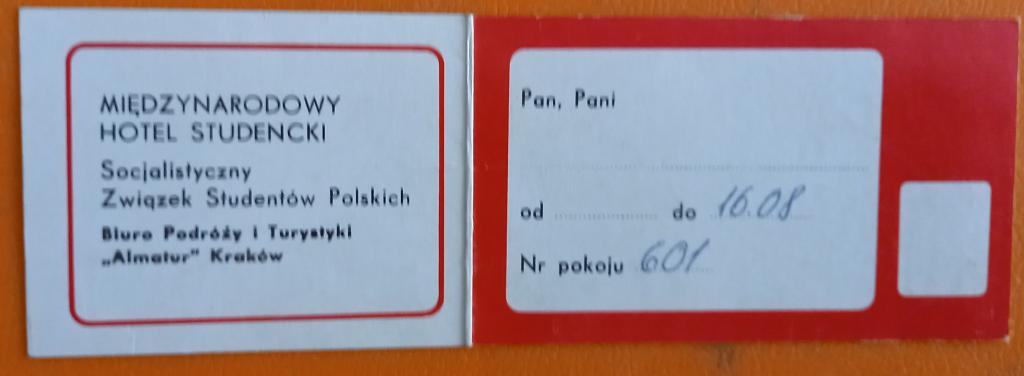 MIĘDZYNARODOWY
HOTEL STUDENCKI
Socjalistyczny
Związek Studentów Polskich
Biuro Podróży i Turystyki
„Almatur" Kraków
Pan, Pani
od ............ do 16.08
Nr pokoju 601